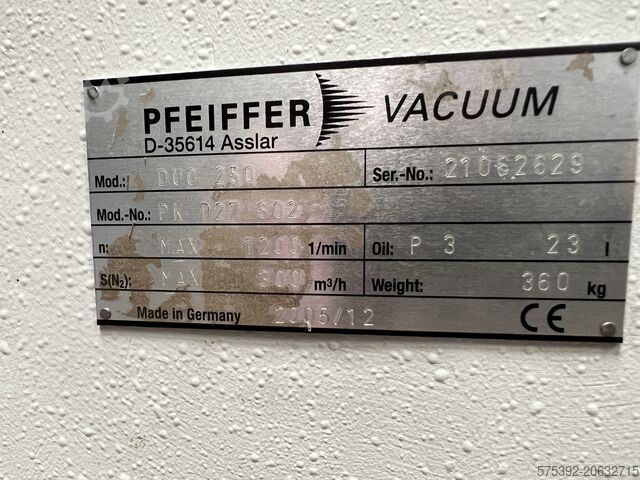 PFEIFFER VACUUM
D-35614 Asslar
Mod.: DUO 250 Ser.-No.: 21062629
Mod.-No.: PK D27 602
n: MAX 1200 1/min Oil: P 3 23 l
S(N₂): MAX 300 m³/h Weight: 360 kg
Made in Germany 2005/12 CE
575392-20632715